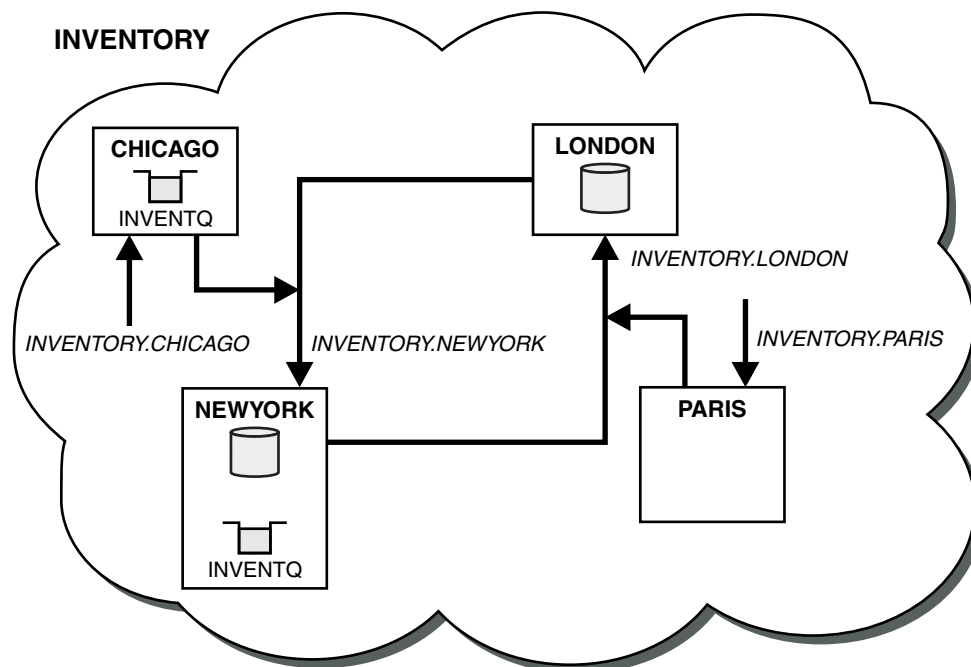 INVENTORY
CHICAGO
INVENTQ
LONDON
INVENTORY.LONDON
INVENTORY.CHICAGO
INVENTORY.NEWYORK
INVENTORY.PARIS
NEWYORK
INVENTQ
PARIS